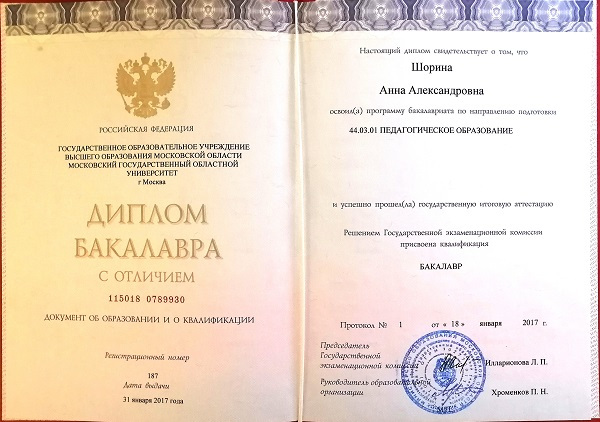 РОССИЙСКАЯ ФЕДЕРАЦИЯ
ГОСУДАРСТВЕННОЕ ОБРАЗОВАТЕЛЬНОЕ УЧРЕЖДЕНИЕ
ВЫСШЕГО ОБРАЗОВАНИЯ МОСКОВСКОЙ ОБЛАСТИ
МОСКОВСКИЙ ГОСУДАРСТВЕННЫЙ ОБЛАСТНОЙ
УНИВЕРСИТЕТ
г Москва
ДИПЛОМ
БАКАЛАВРА
С ОТЛИЧИЕМ
115018 0789930
ДОКУМЕНТ ОБ ОБРАЗОВАНИИ И О КВАЛИФИКАЦИИ
Регистрационный номер
187
Дата выдачи
31 января 2017 года
Настоящий диплом свидетельствует о том, что
Шорина
Анна Александровна
освоил(а) программу бакалавриата по направлению подготовки
44.03.01 ПЕДАГОГИЧЕСКОЕ ОБРАЗОВАНИЕ
и успешно прошел(ла) государственную итоговую аттестацию
Решением Государственной экзаменационной комиссии
присвоена квалификация
БАКАЛАВР
Протокол № 1 от « 18 » января 2017 г.
Председатель
Государственной
экзаменационной комиссии Илларионова Л. П.
Руководитель образовательной
организации Хроменков П. Н.